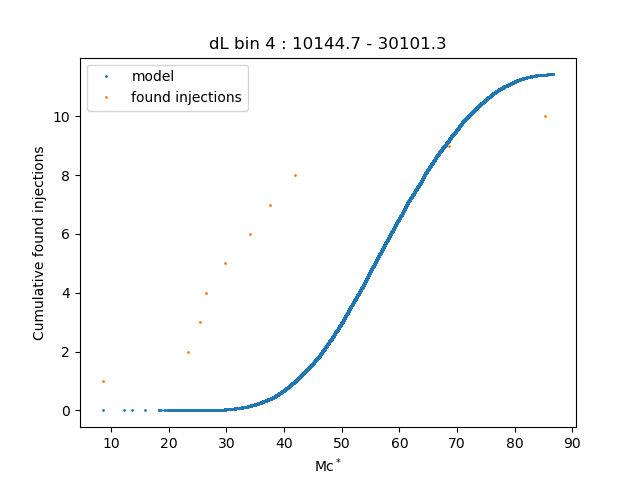 dL bin 4 : 10144.7 - 30101.3
model
found injections
Cumulative found injections
10
8
6
4
2
0
10 20 30 40 50 60 70 80 90
Mc*